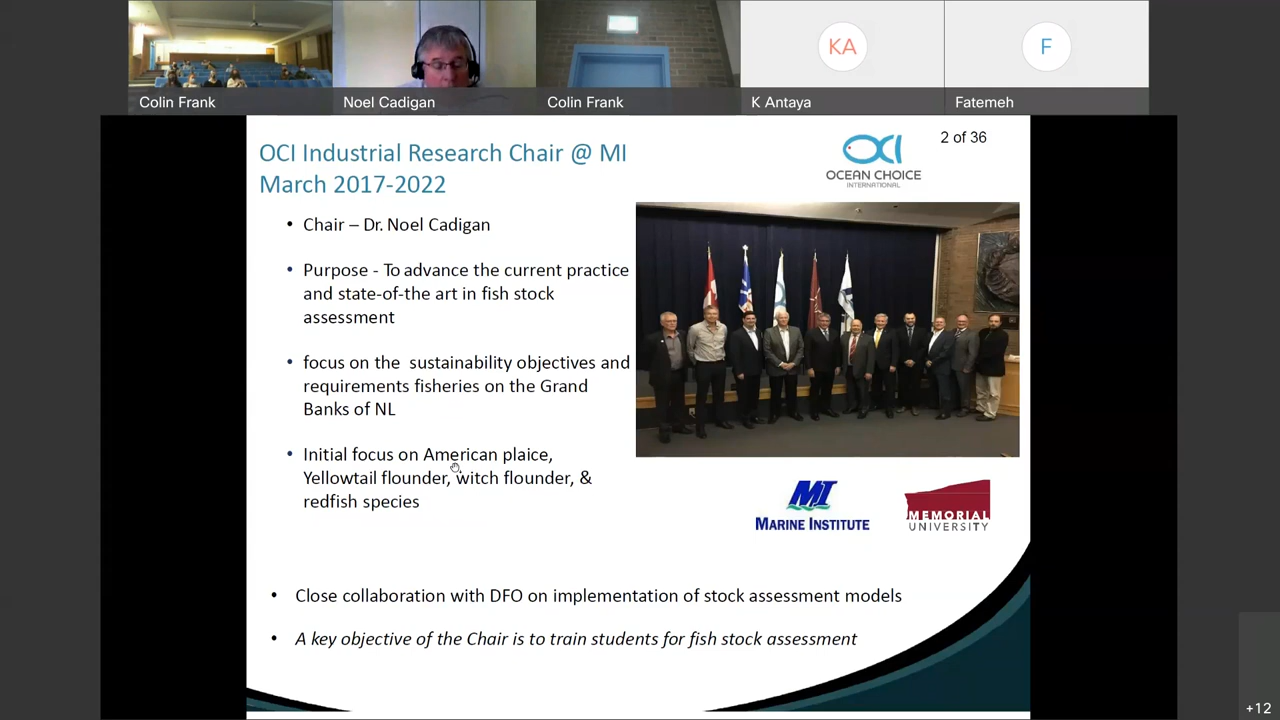 KA
F
Colin Frank
Noel Cadigan
Colin Frank
K Antaya
Fatemeh
OCI Industrial Research Chair @ MI
March 2017-2022
OCI
OCEAN CHOICE
INTERNATIONAL
2 of 36
• Chair – Dr. Noel Cadigan
• Purpose - To advance the current practice
and state-of-the art in fish stock
assessment
• focus on the sustainability objectives and
requirements fisheries on the Grand
Banks of NL
• Initial focus on American plaice,
Yellowtail flounder, witch flounder, &
redfish species
MI
MARINE INSTITUTE
MEMORIAL
UNIVERSITY
• Close collaboration with DFO on implementation of stock assessment models
• A key objective of the Chair is to train students for fish stock assessment
+12